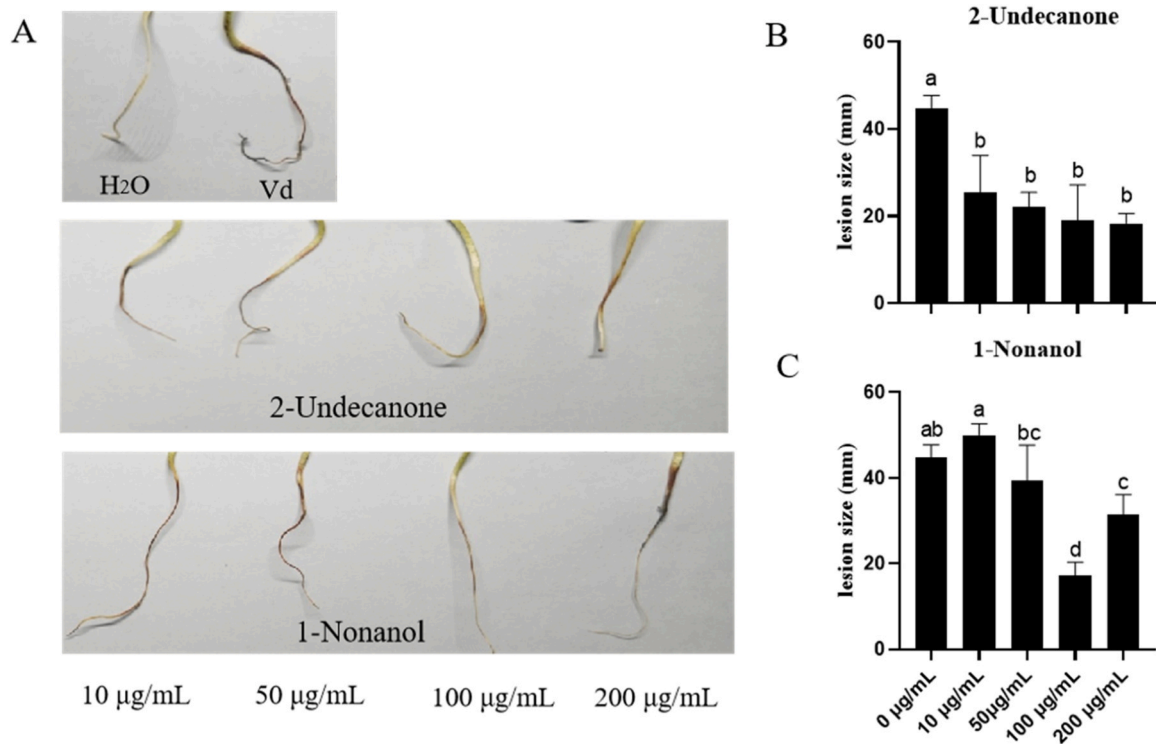 A
H2O
Vd
2-Undecanone
1-Nonanol
10 µg/mL
50 µg/mL
100 µg/mL
200 µg/mL
B
2-Undecanone
lesion size (mm)
60
40
20
0
a
b
b
b
b
C
1-Nonanol
lesion size (mm)
60
40
20
0
ab
a
bc
d
c
0 µg/mL
10 µg/mL
50µg/mL
100 µg/mL
200 µg/mL